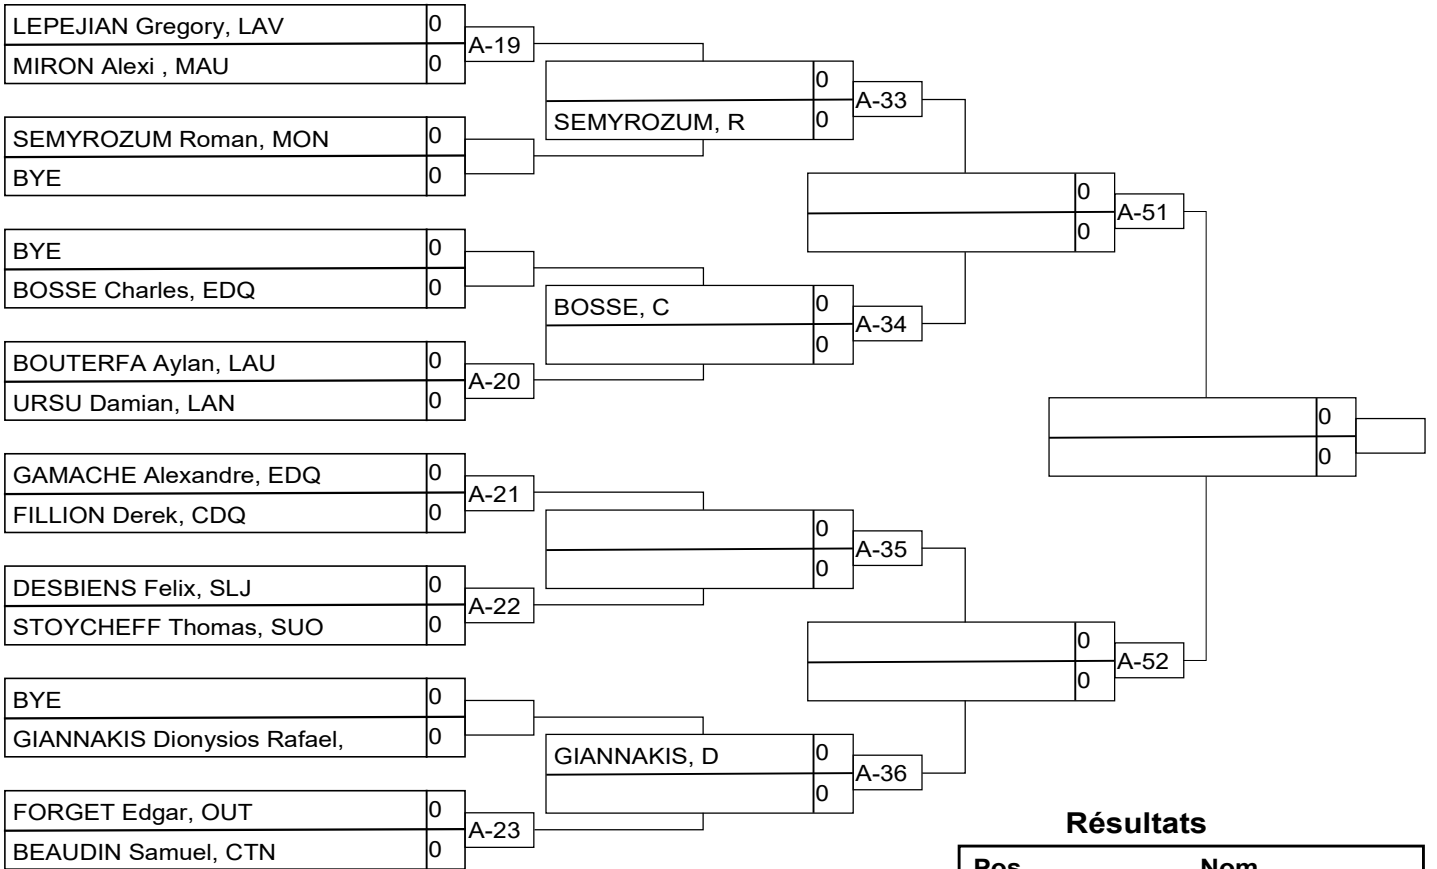 LEPEJIAN Gregory, LAV 0
A-19
MIRON Alexi , MAU 0
SEMYROZUM Roman, MON 0
BYE 0
BYE 0
BOSSE Charles, EDQ 0
BOUTERFA Aylan, LAU 0
A-20
URSU Damian, LAN 0
GAMACHE Alexandre, EDQ 0
A-21
FILLION Derek, CDQ 0
DESBIENS Felix, SLJ 0
A-22
STOYCHEFF Thomas, SUO 0
BYE 0
GIANNAKIS Dionysios Rafael, 0
FORGET Edgar, OUT 0
A-23
BEAUDIN Samuel, CTN 0
0
A-33
SEMYROZUM, R 0
BOSSE, C 0
A-34
0
0
A-35
0
GIANNAKIS, D 0
A-36
0
0
A-51
0
0
A-52
0
0
0
Résultats
Pos Nom